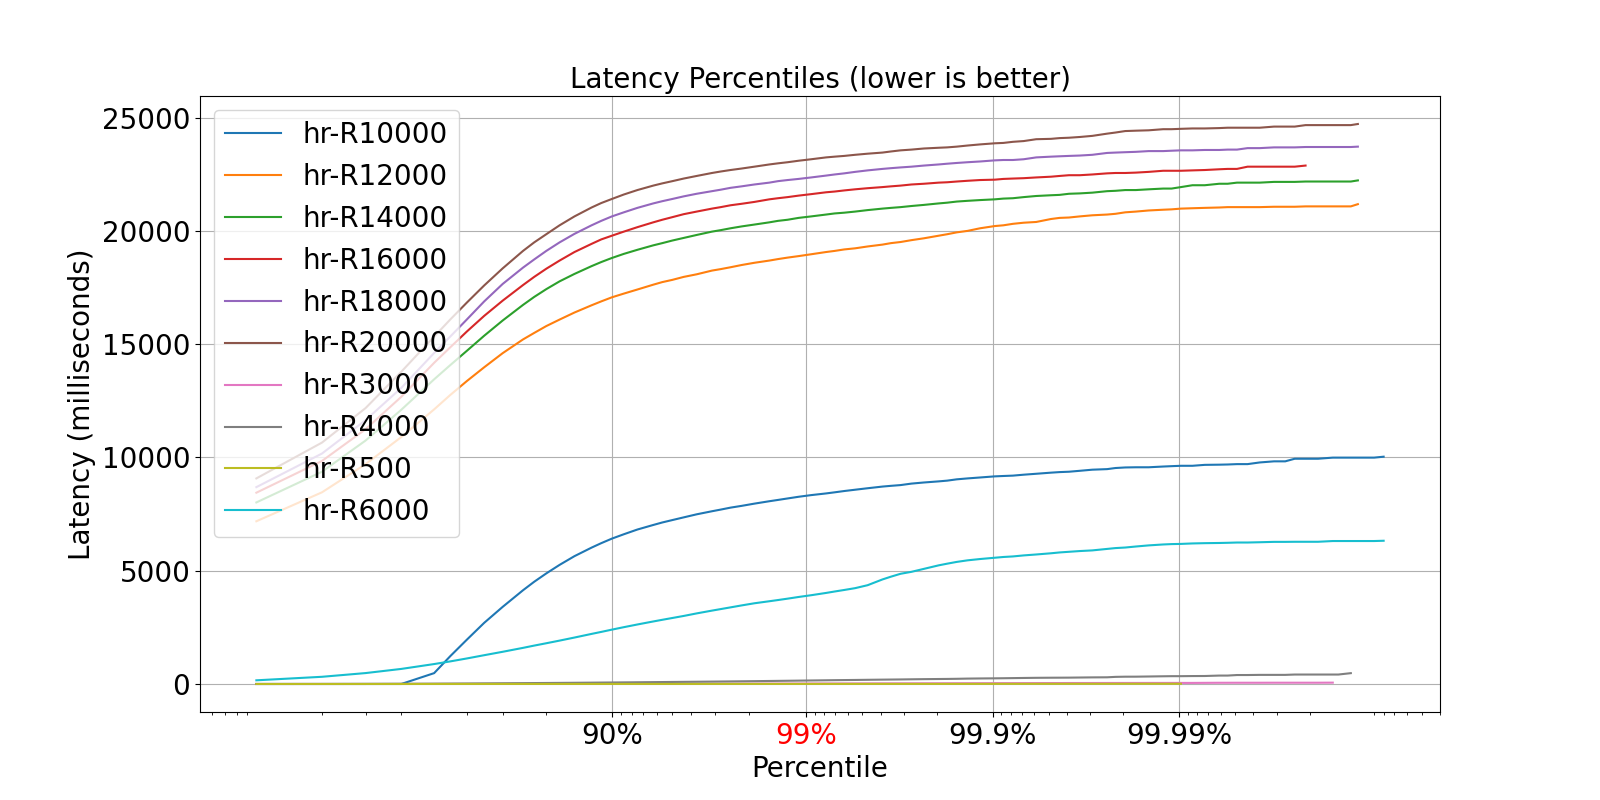 Latency Percentiles (lower is better)
25000
20000
15000
10000
5000
0
Latency (milliseconds)
hr-R10000
hr-R12000
hr-R14000
hr-R16000
hr-R18000
hr-R20000
hr-R3000
hr-R4000
hr-R500
hr-R6000
90% 99% 99.9% 99.99%
Percentile